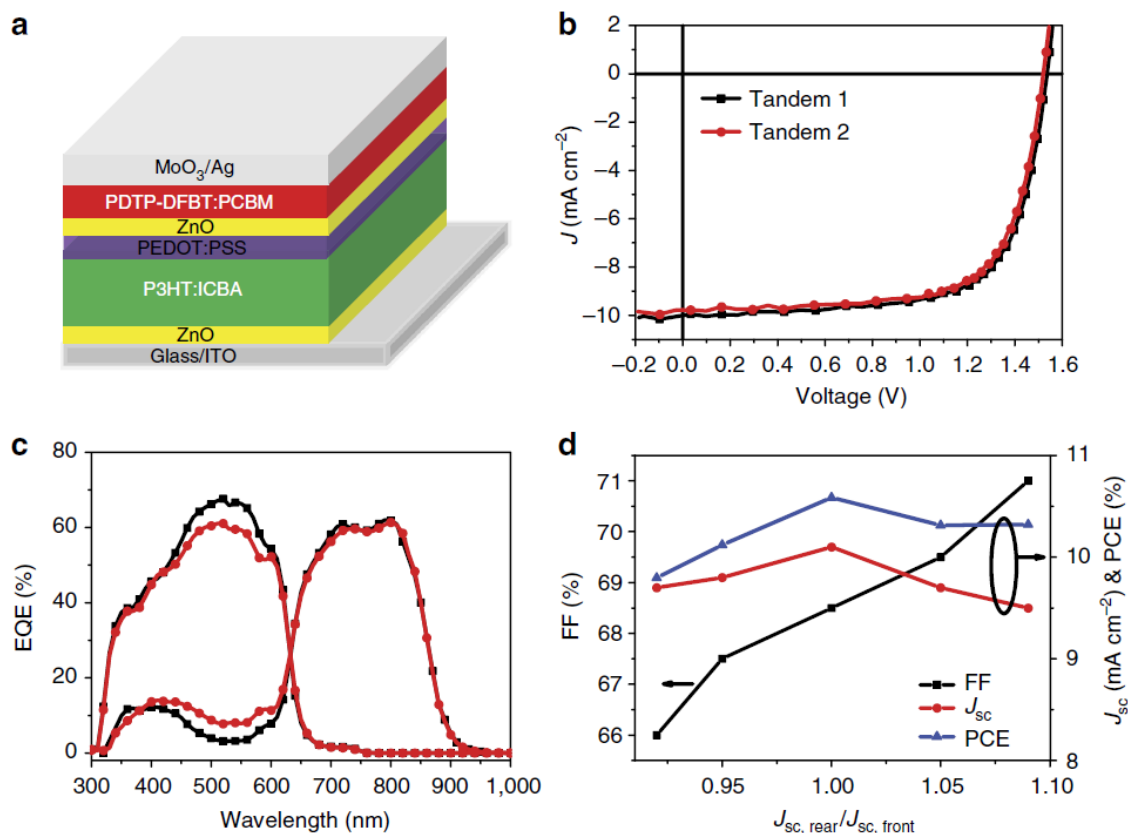 a
MoO₃/Ag
PDTP-DFBT:PCBM
ZnO
PEDOT:PSS
P3HT:ICBA
ZnO
Glass/ITO
b
2
0
−2
−4
−6
−8
−10
J (mA cm⁻²)
Tandem 1
Tandem 2
−0.2 0.0 0.2 0.4 0.6 0.8 1.0 1.2 1.4 1.6
Voltage (V)
c
80
60
40
20
0
EQE (%)
300 400 500 600 700 800 900 1,000
Wavelength (nm)
d
71
70
69
68
67
66
FF (%)
11
10
9
8
J_sc (mA cm⁻²) & PCE (%)
FF
J_sc
PCE
0.95 1.00 1.05 1.10
J_sc, rear/J_sc, front